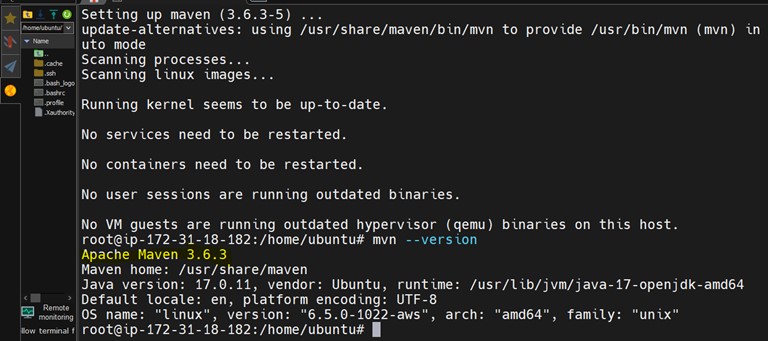 /home/ubuntu/
Name
..
.cache
.ssh
.bash_logo
.bashrc
.profile
.Xauthority
Remote
monitoring
llow terminal f
Setting up maven (3.6.3-5) ...
update-alternatives: using /usr/share/maven/bin/mvn to provide /usr/bin/mvn (mvn) in
uto mode
Scanning processes...
Scanning linux images...
Running kernel seems to be up-to-date.
No services need to be restarted.
No containers need to be restarted.
No user sessions are running outdated binaries.
No VM guests are running outdated hypervisor (qemu) binaries on this host.
root@ip-172-31-18-182:/home/ubuntu# mvn --version
Apache Maven 3.6.3
Maven home: /usr/share/maven
Java version: 17.0.11, vendor: Ubuntu, runtime: /usr/lib/jvm/java-17-openjdk-amd64
Default locale: en, platform encoding: UTF-8
OS name: "linux", version: "6.5.0-1022-aws", arch: "amd64", family: "unix"
root@ip-172-31-18-182:/home/ubuntu#